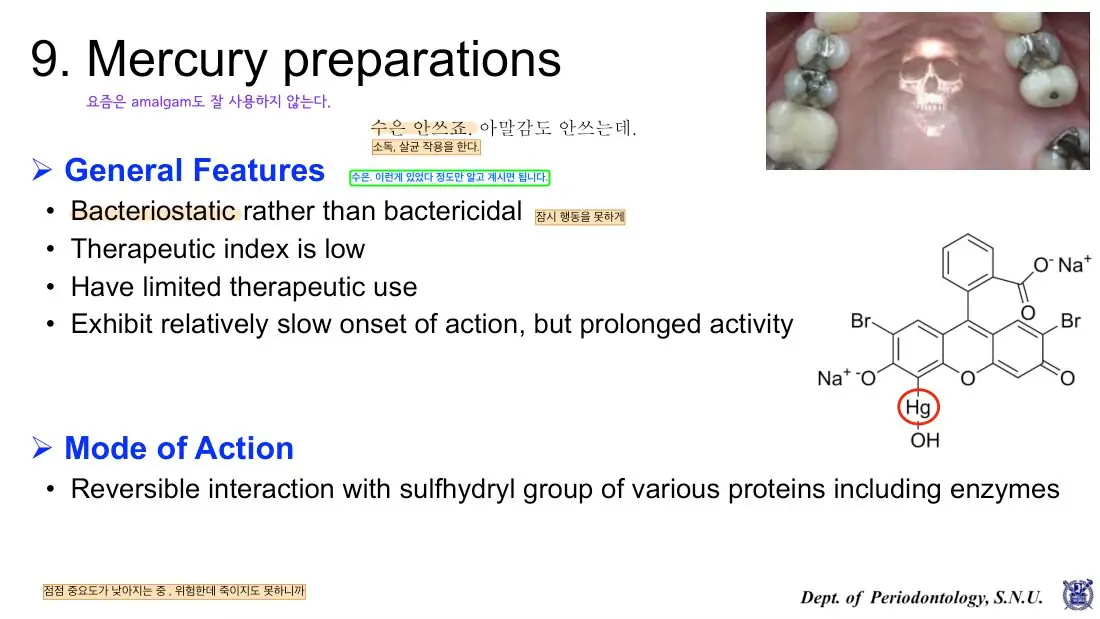 9. Mercury preparations
요즘은 amalgam도 잘 사용하지 않는다.
수은 안쓰죠. 아말감도 안쓰는데.
소독, 살균 작용을 한다.
➢ General Features
수은. 이런게 있었다 정도만 알고 계시면 됩니다.
• Bacteriostatic rather than bactericidal
잠시 행동을 못하게
• Therapeutic index is low
• Have limited therapeutic use
• Exhibit relatively slow onset of action, but prolonged activity
O- Na+
O
Br
Br
Na+ -O
O
O
Hg
OH
➢ Mode of Action
• Reversible interaction with sulfhydryl group of various proteins including enzymes
점점 중요도가 낮아지는 중 , 위험한데 죽이지도 못하니까
Dept. of Periodontology, S.N.U.